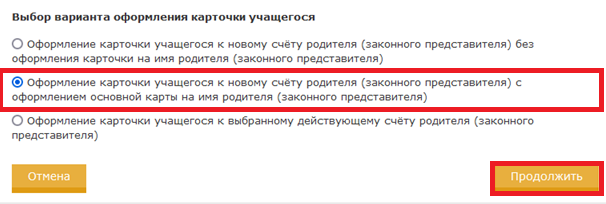 Выбор варианта оформления карточки учащегося
Оформление карточки учащегося к новому счёту родителя (законного представителя) без
оформления карточки на имя родителя (законного представителя)
Оформление карточки учащегося к новому счёту родителя (законного представителя) с
оформлением основной карты на имя родителя (законного представителя)
Оформление карточки учащегося к выбранному действующему счёту родителя (законного
представителя)
Отмена
Продолжить